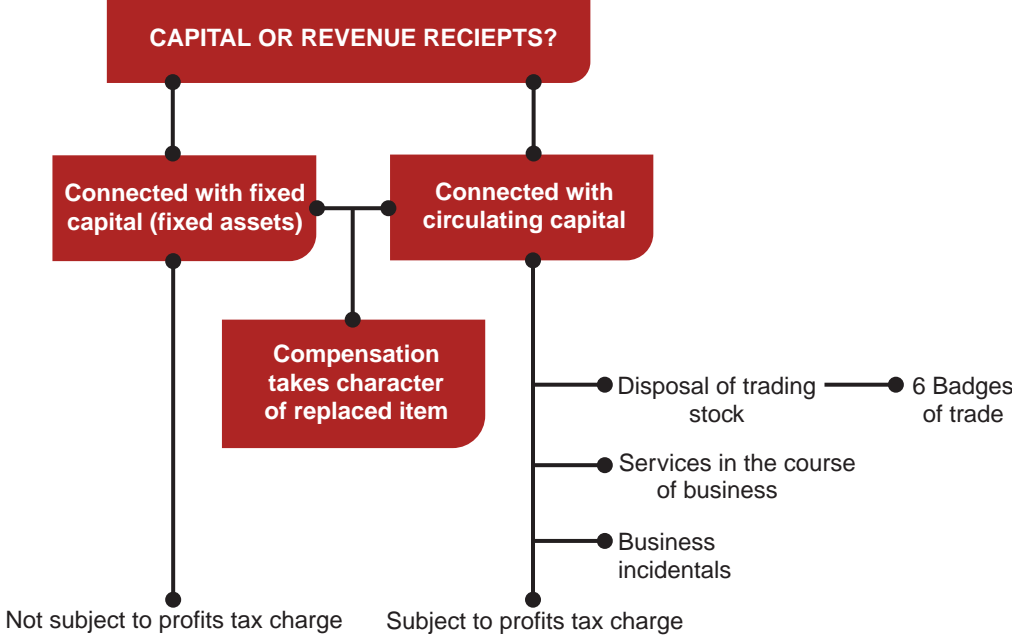 CAPITAL OR REVENUE RECIEPTS?
Connected with fixed
capital (fixed assets)
Connected with
circulating capital
Compensation
takes character
of replaced item
Disposal of trading
stock
6 Badges
of trade
Services in the course
of business
Business
incidentals
Not subject to profits tax charge
Subject to profits tax charge